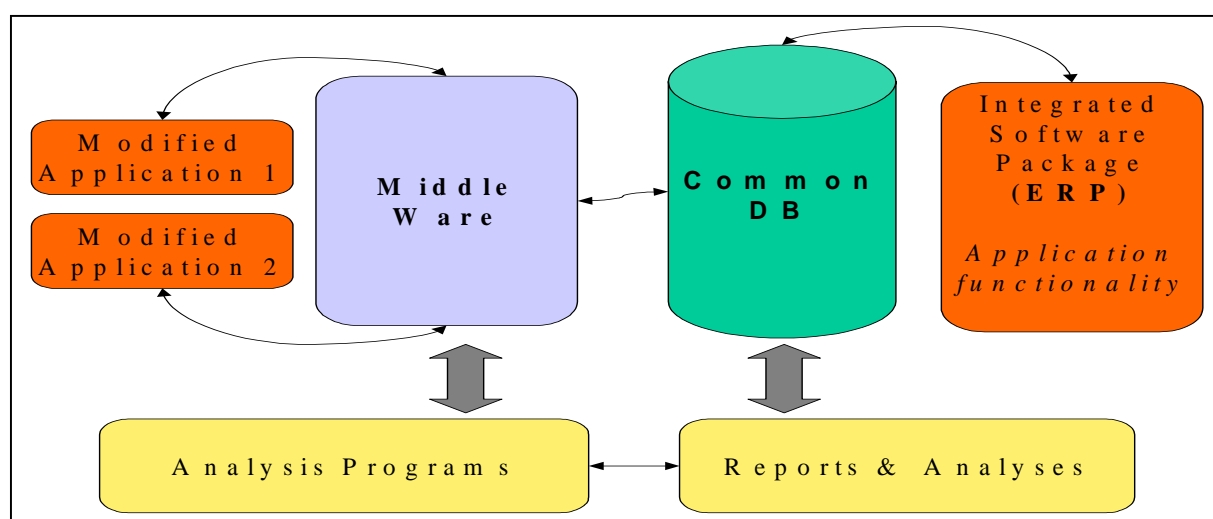 Modified
Application 1
Modified
Application 2
Middle
Ware
Common
DB
Integrated
Software
Package
(ERP)
Application
functionality
Analysis Programs
Reports & Analyses